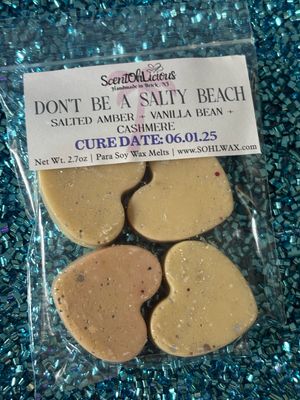 ScentOhLicious
Handmade in Brick, NJ
DON'T BE A SALTY BEACH
SALTED AMBER + VANILLA BEAN +
CASHMERE
CURE DATE: 06.01.25
Net Wt. 2.7oz | Para Soy Wax Melts | www.SOHLWAX.com